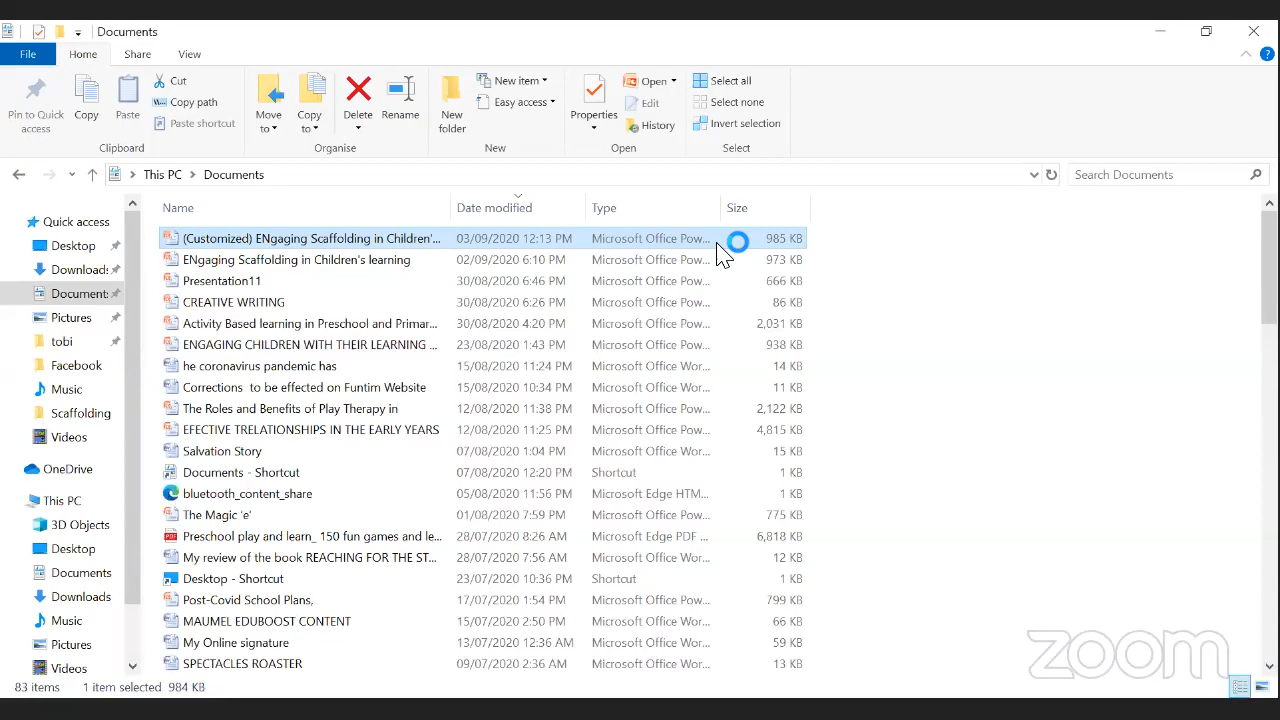 Documents
File Home Share View
Pin to Quick access
Copy
Paste
Cut
Copy path
Paste shortcut
Clipboard
Move to
Copy to
Delete
Rename
Organise
New folder
New item
Easy access
New
Properties
Open
Edit
History
Open
Select all
Select none
Invert selection
Select
This PC Documents
Search Documents
Quick access
Desktop
Downloads
Documents
Pictures
tobi
Facebook
Music
Scaffolding
Videos
OneDrive
This PC
3D Objects
Desktop
Documents
Downloads
Music
Pictures
Videos
Name Date modified Type Size
(Customized) ENgaging Scaffolding in Children'... 03/09/2020 12:13 PM Microsoft Office Pow... 985 KB
ENgaging Scaffolding in Children's learning 02/09/2020 6:10 PM Microsoft Office Pow... 973 KB
Presentation11 30/08/2020 6:46 PM Microsoft Office Pow... 666 KB
CREATIVE WRITING 30/08/2020 6:26 PM Microsoft Office Pow... 86 KB
Activity Based learning in Preschool and Primar... 30/08/2020 4:20 PM Microsoft Office Pow... 2,031 KB
ENGAGING CHILDREN WITH THEIR LEARNING ... 23/08/2020 1:43 PM Microsoft Office Pow... 938 KB
he coronavirus pandemic has 15/08/2020 11:24 PM Microsoft Office Wor... 14 KB
Corrections to be effected on Funtim Website 15/08/2020 10:34 PM Microsoft Office Wor... 11 KB
The Roles and Benefits of Play Therapy in 12/08/2020 11:38 PM Microsoft Office Pow... 2,122 KB
EFECTIVE TRELATIONSHIPS IN THE EARLY YEARS 12/08/2020 11:25 PM Microsoft Office Pow... 4,815 KB
Salvation Story 07/08/2020 1:04 PM Microsoft Office Wor... 15 KB
Documents - Shortcut 07/08/2020 12:20 PM Shortcut 1 KB
bluetooth_content_share 05/08/2020 11:56 PM Microsoft Edge HTM... 1 KB
The Magic 'e' 01/08/2020 7:59 PM Microsoft Office Pow... 775 KB
Preschool play and learn_ 150 fun games and le... 28/07/2020 8:26 AM Microsoft Edge PDF ... 6,818 KB
My review of the book REACHING FOR THE ST... 28/07/2020 7:56 AM Microsoft Office Wor... 12 KB
Desktop - Shortcut 23/07/2020 10:36 PM Shortcut 1 KB
Post-Covid School Plans, 17/07/2020 1:54 PM Microsoft Office Pow... 799 KB
MAUMEL EDUBOOST CONTENT 15/07/2020 2:50 PM Microsoft Office Wor... 66 KB
My Online signature 13/07/2020 12:36 AM Microsoft Office Wor... 59 KB
SPECTACLES ROASTER 09/07/2020 2:36 AM Microsoft Office Wor... 13 KB
zoom
83 items 1 item selected 984 KB